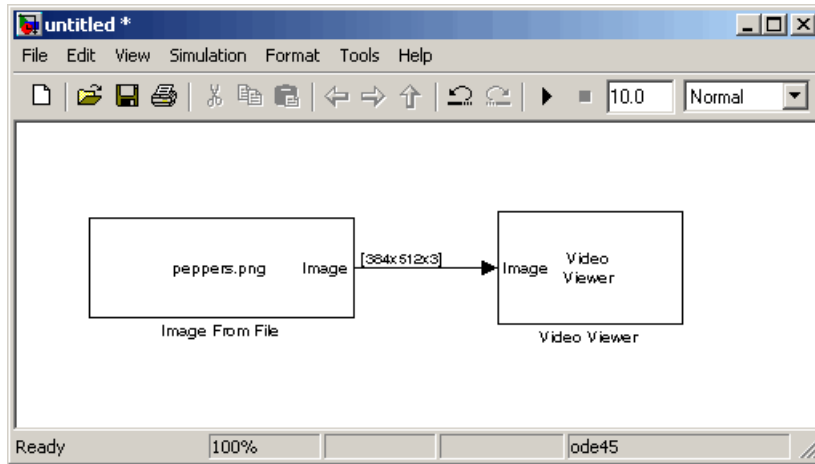 untitled *
File Edit View Simulation Format Tools Help
10.0 Normal
peppers.png Image [384x512x3] Image Video Viewer
Image From File
Video Viewer
Ready 100% ode45